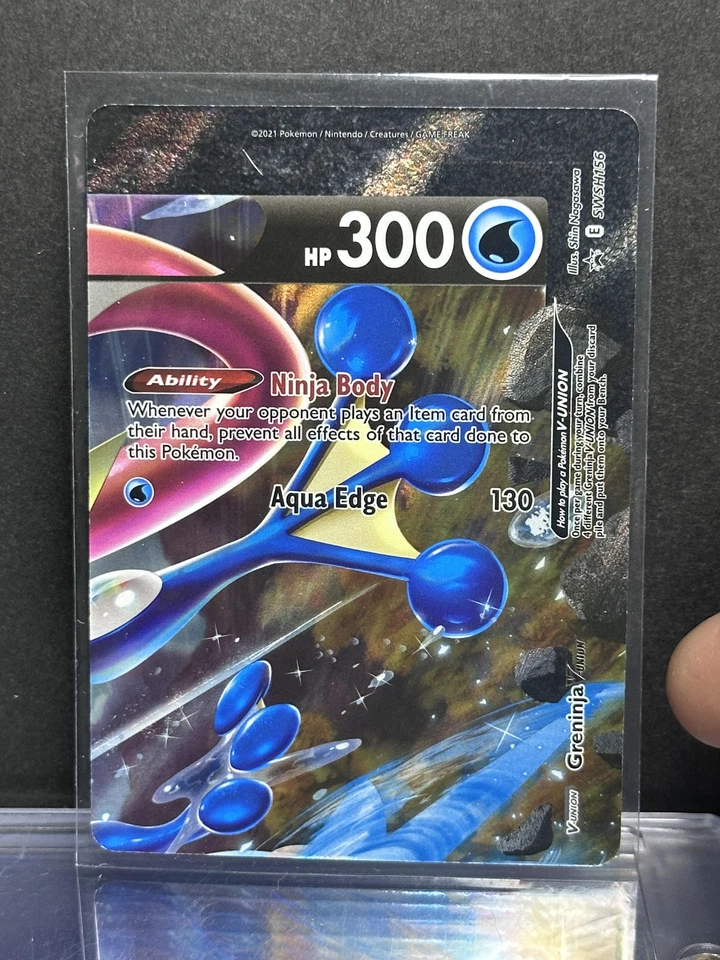 ©2021 Pokémon / Nintendo / Creatures / GAME FREAK
HP 300
Ability Ninja Body
Whenever your opponent plays an Item card from
their hand, prevent all effects of that card done to
this Pokémon.
Aqua Edge 130
Illus. Shin Nagasawa
E SWSH156
How to play a Pokémon V-UNION
Once per game during your turn, combine
4 different Greninja V-UNION from your discard
pile and put them onto your Bench.
V-UNION Greninja V-UNION